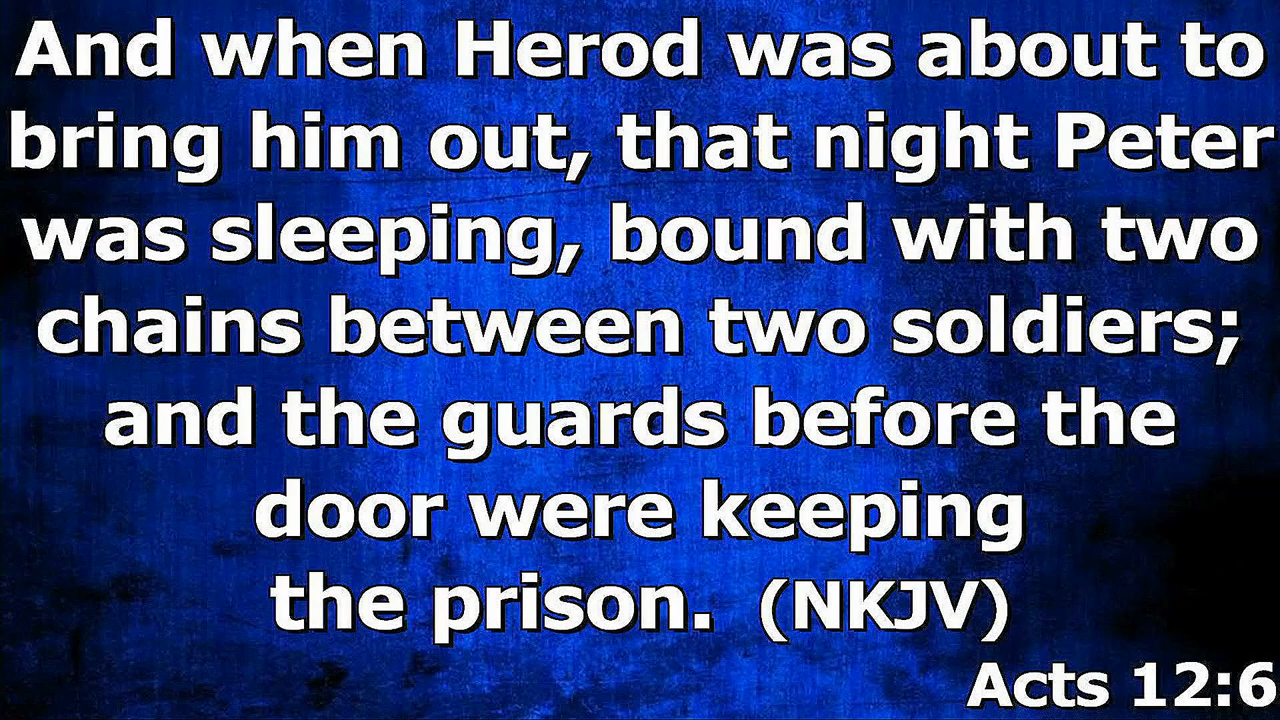 And when Herod was about to
bring him out, that night Peter
was sleeping, bound with two
chains between two soldiers;
and the guards before the
door were keeping
the prison.  (NKJV)
Acts 12:6